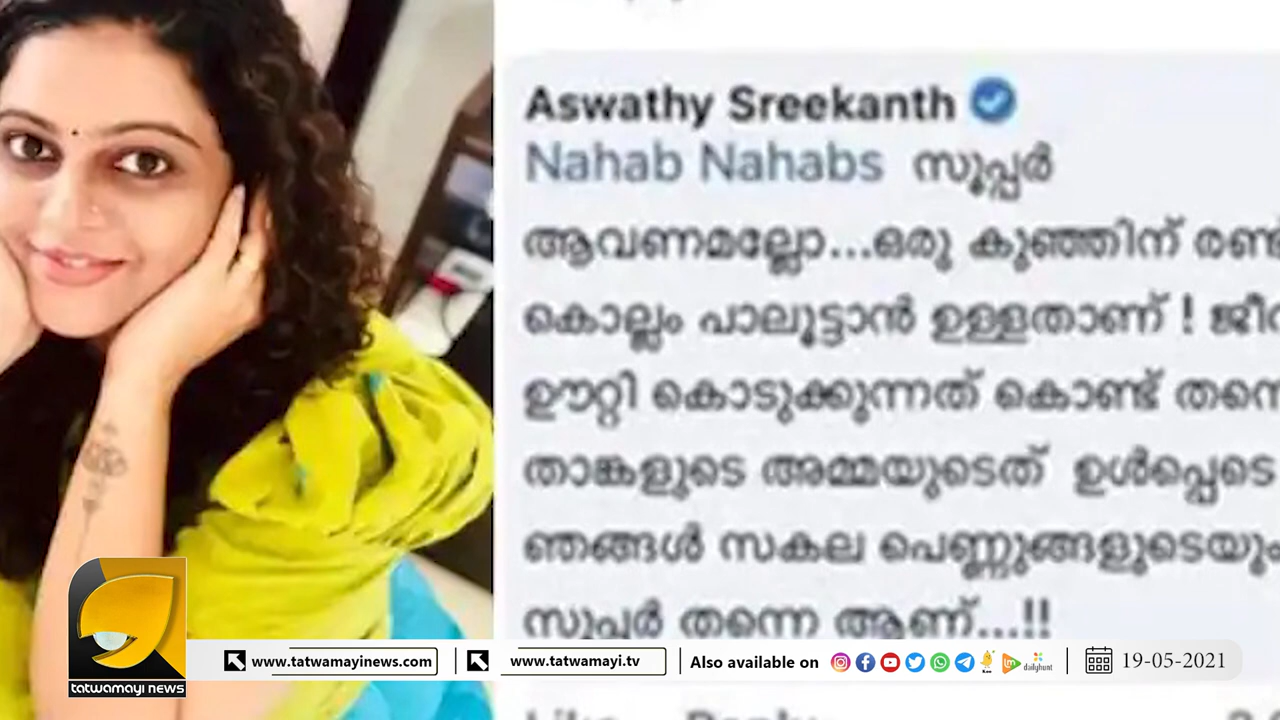 Aswathy Sreekanth
Nahab Nahabs സൂപ്പർ
ആവണമല്ലോ...ഒരു കുഞ്ഞിന്
കൊല്ലം പാലൂട്ടാൻ ഉള്ളതാണ് !
ഊറ്റി കൊടുക്കുന്നത് കൊണ്ട്
താങ്കളുടെ അമ്മയുടെത് ഉൾപ്പെടെ
ഞങ്ങൾ സകല പെണ്ണുങ്ങളുടെയും
സൂപ്പർ തന്നെ ആണ്...!!
tatwamayi news
www.tatwamayinews.com
www.tatwamayi.tv
Also available on
dailyhunt
19-05-2021